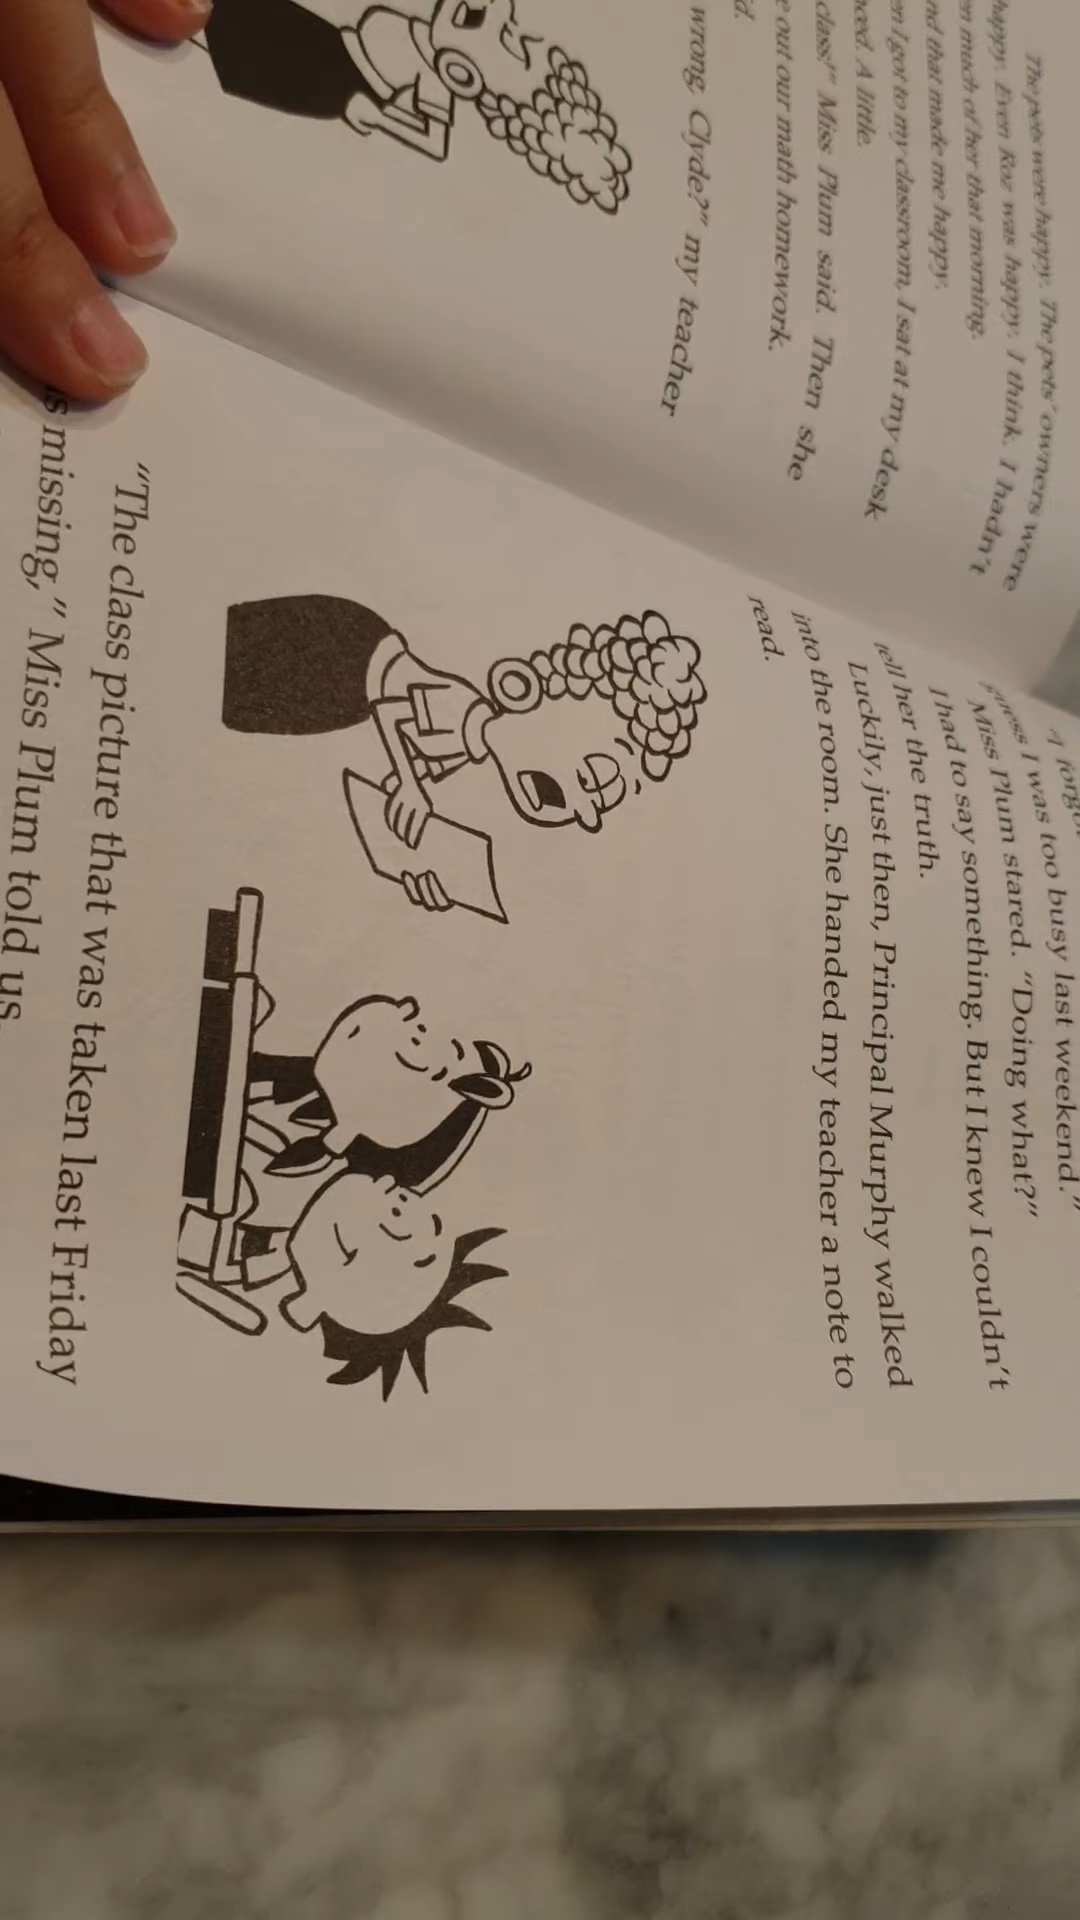 The pets were happy. The pets' owners were
happy. Even Roz was happy. I think. I hadn't
much of her that morning.
that made me happy.
I got to my classroom, I sat at my desk
A little.
class!" Miss Plum said. Then she
out our math homework.
wrong, Clyde?" my teacher
I was too busy last weekend."
Miss Plum stared. "Doing what?"
I had to say something. But I knew I couldn't
tell her the truth.
Luckily, just then, Principal Murphy walked
into the room. She handed my teacher a note to
read.
"The class picture that was taken last Friday
is missing," Miss Plum told us.